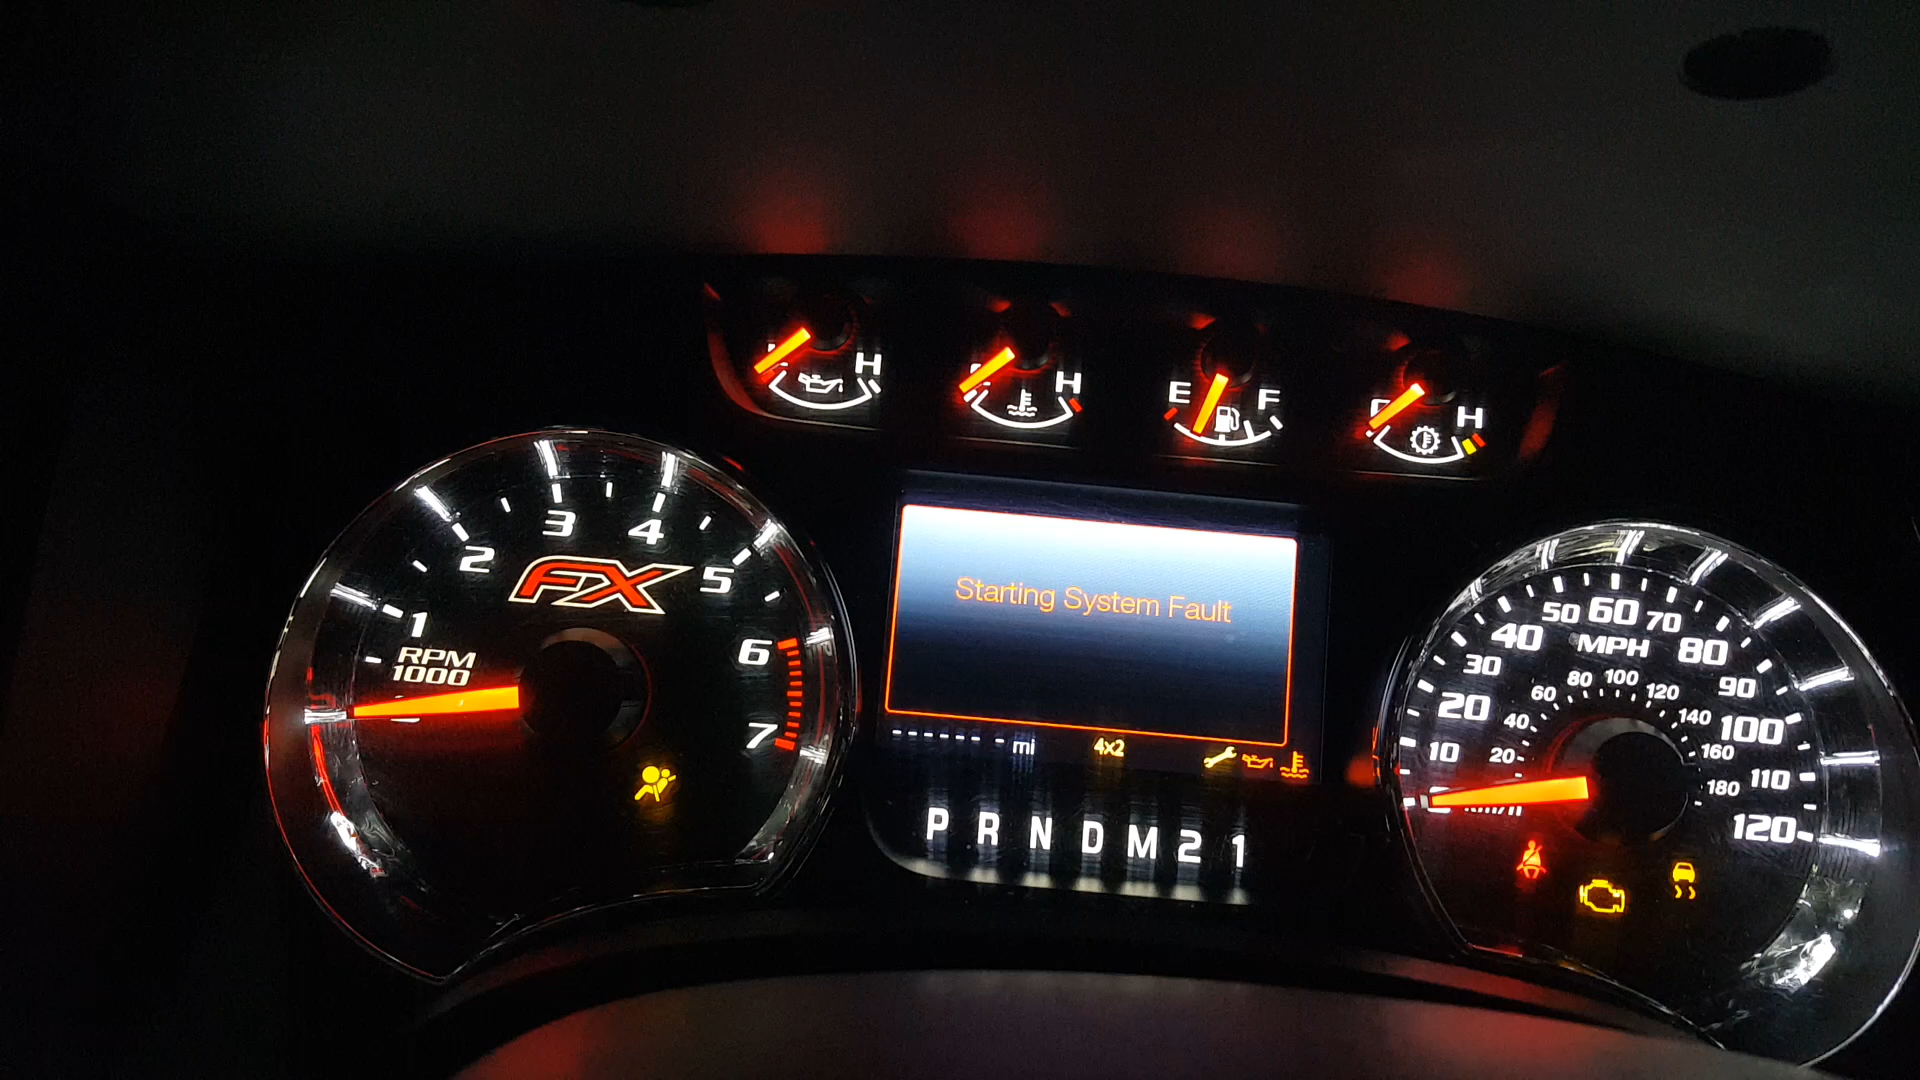 H
H
E F
H
1 2 3 4 5 6 7
FX
RPM
1000
Starting System Fault
------- - mi 4x2
P R N D M 2 1
10 20 30 40 50 60 70 80 90 100 110 120
MPH
20 40 60 80 100 120 140 160 180